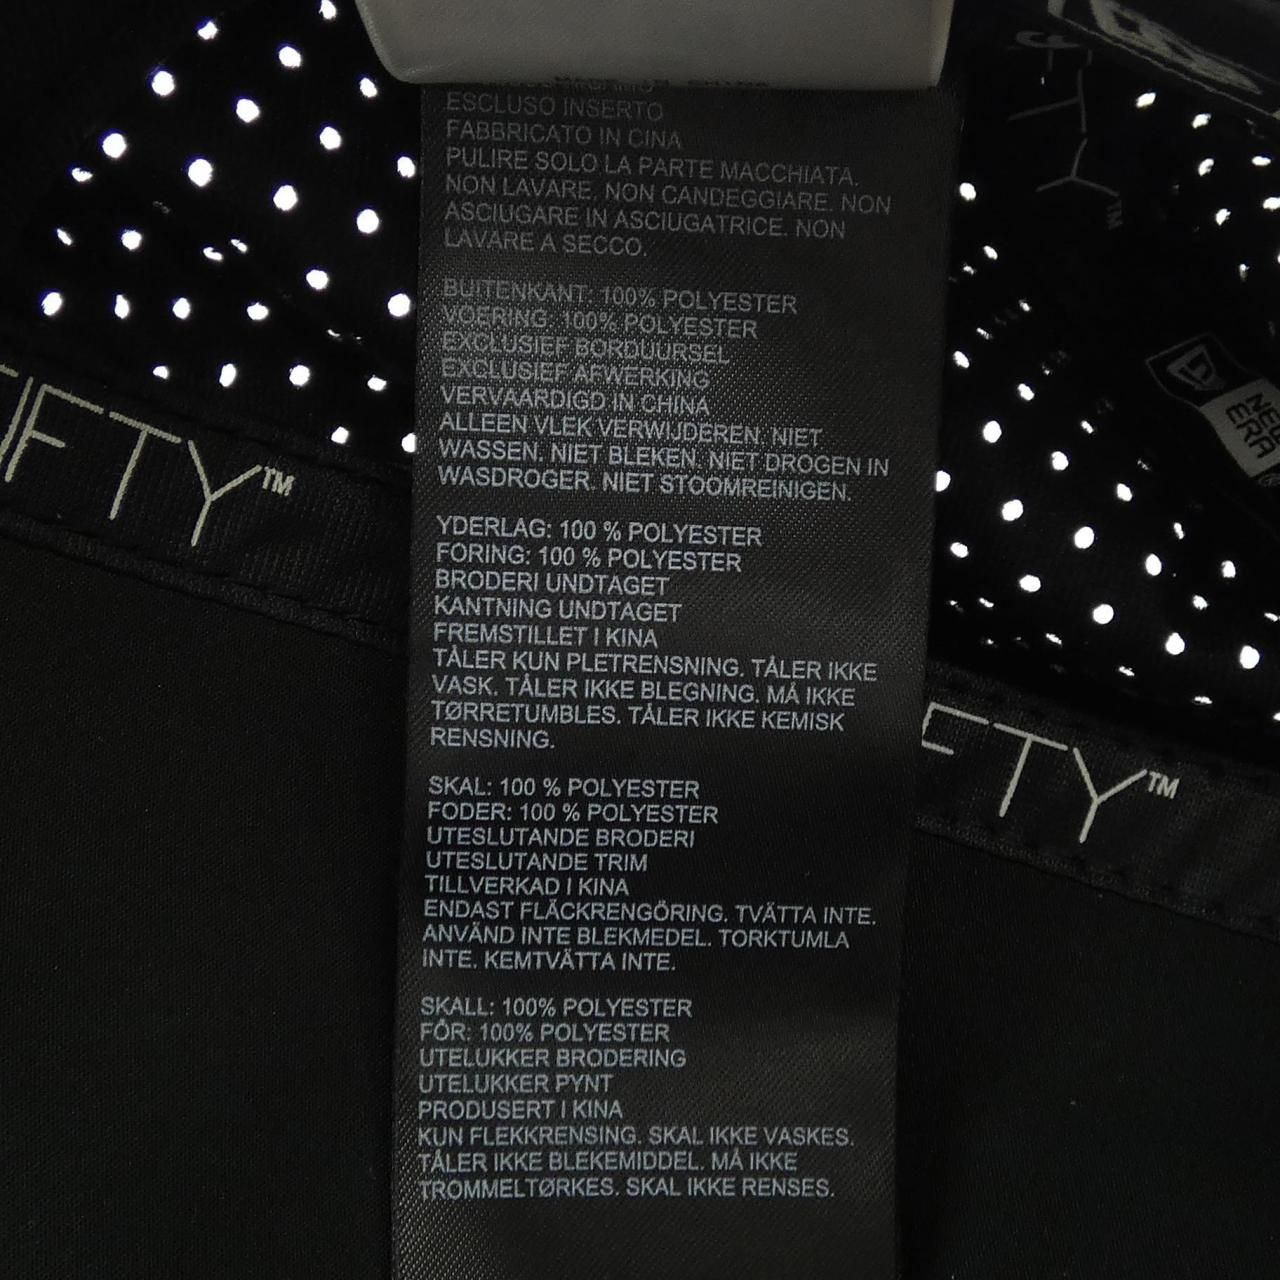 MADE IN CHINA
ESCLUSO INSERTO
FABBRICATO IN CINA
PULIRE SOLO LA PARTE MACCHIATA.
NON LAVARE. NON CANDEGGIARE. NON
ASCIUGARE IN ASCIUGATRICE. NON
LAVARE A SECCO.
BUITENKANT: 100% POLYESTER
VOERING: 100% POLYESTER
EXCLUSIEF BORDUURSEL
EXCLUSIEF AFWERKING
VERVAARDIGD IN CHINA
ALLEEN VLEK VERWIJDEREN. NIET
WASSEN. NIET BLEKEN. NIET DROGEN IN
WASDROGER. NIET STOOMREINIGEN.
YDERLAG: 100 % POLYESTER
FORING: 100 % POLYESTER
BRODERI UNDTAGET
KANTNING UNDTAGET
FREMSTILLET I KINA
TÅLER KUN PLETRENSNING. TÅLER IKKE
VASK. TÅLER IKKE BLEGNING. MÅ IKKE
TØRRETUMBLES. TÅLER IKKE KEMISK
RENSNING.
SKAL: 100 % POLYESTER
FODER: 100 % POLYESTER
UTESLUTANDE BRODERI
UTESLUTANDE TRIM
TILLVERKAD I KINA
ENDAST FLÄCKRENGÖRING. TVÄTTA INTE.
ANVÄND INTE BLEKMEDEL. TORKTUMLA
INTE. KEMTVÄTTA INTE.
SKALL: 100% POLYESTER
FÔR: 100% POLYESTER
UTELUKKER BRODERING
UTELUKKER PYNT
PRODUSERT I KINA
KUN FLEKKRENSING. SKAL IKKE VASKES.
TÅLER IKKE BLEKEMIDDEL. MÅ IKKE
TROMMELTØRKES. SKAL IKKE RENSES.
IFTY™
FTY™
NEW
ERA